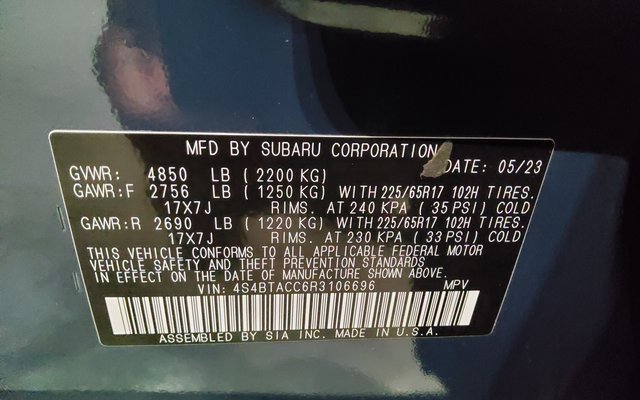 MFD BY SUBARU CORPORATION DATE: 05/23
GVWR: 4850 LB (2200 KG)
GAWR:F 2756 LB (1250 KG) WITH 225/65R17 102H TIRES.
17X7J RIMS. AT 240 KPA (35 PSI) COLD
GAWR:R 2690 LB (1220 KG) WITH 225/65R17 102H TIRES.
17X7J RIMS. AT 230 KPA (33 PSI) COLD
THIS VEHICLE CONFORMS TO ALL APPLICABLE FEDERAL MOTOR
VEHICLE SAFETY AND THEFT PREVENTION STANDARDS
IN EFFECT ON THE DATE OF MANUFACTURE SHOWN ABOVE.
VIN: 4S4BTACC6R3106696 MPV
ASSEMBLED BY SIA INC. MADE IN U.S.A.